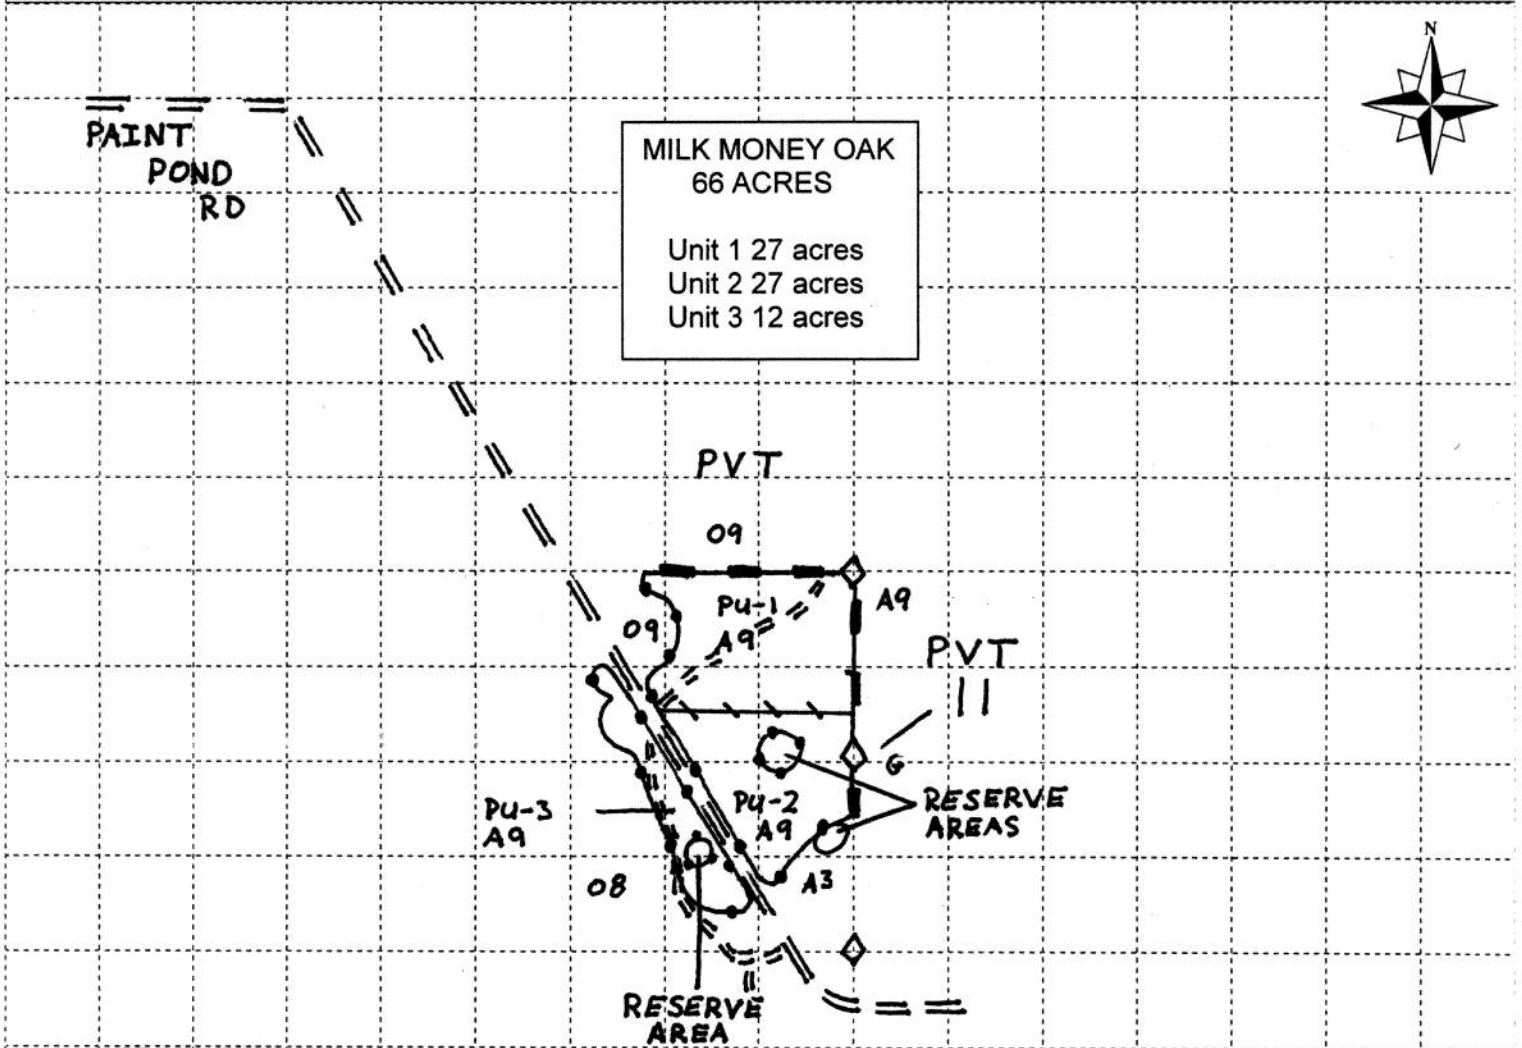 N
PAINT
POND
RD
MILK MONEY OAK
66 ACRES
Unit 1 27 acres
Unit 2 27 acres
Unit 3 12 acres
PVT
09
PU-1
A9
A9
09
PVT
11
G
PU-2
A9
RESERVE
AREAS
PU-3
A9
08
A3
RESERVE
AREA